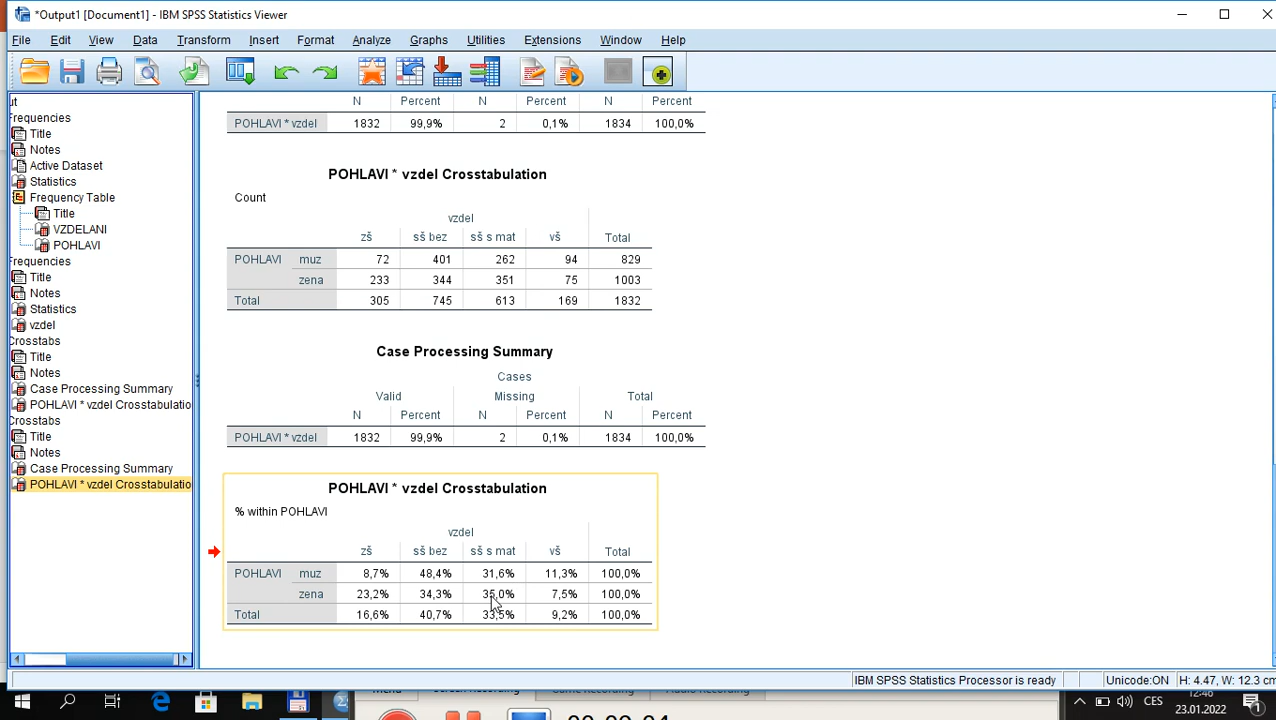 *Output1 [Document1] - IBM SPSS Statistics Viewer
File Edit View Data Transform Insert Format Analyze Graphs Utilities Extensions Window Help
ut
Frequencies
Title
Notes
Active Dataset
Statistics
Frequency Table
Title
VZDELANI
POHLAVI
Frequencies
Title
Notes
Statistics
vzdel
Crosstabs
Title
Notes
Case Processing Summary
POHLAVI * vzdel Crosstabulatio
Crosstabs
Title
Notes
Case Processing Summary
POHLAVI * vzdel Crosstabulatio
N Percent N Percent N Percent
POHLAVI * vzdel 1832 99,9% 2 0,1% 1834 100,0%
POHLAVI * vzdel Crosstabulation
Count
vzdel
zš sš bez sš s mat vš Total
POHLAVI muz 72 401 262 94 829
zena 233 344 351 75 1003
Total 305 745 613 169 1832
Case Processing Summary
Cases
Valid Missing Total
N Percent N Percent N Percent
POHLAVI * vzdel 1832 99,9% 2 0,1% 1834 100,0%
POHLAVI * vzdel Crosstabulation
% within POHLAVI
vzdel
zš sš bez sš s mat vš Total
POHLAVI muz 8,7% 48,4% 31,6% 11,3% 100,0%
zena 23,2% 34,3% 35,0% 7,5% 100,0%
Total 16,6% 40,7% 33,5% 9,2% 100,0%
IBM SPSS Statistics Processor is ready Unicode:ON H: 4.47, W: 12.3 cm
CES
12:46
23.01.2022